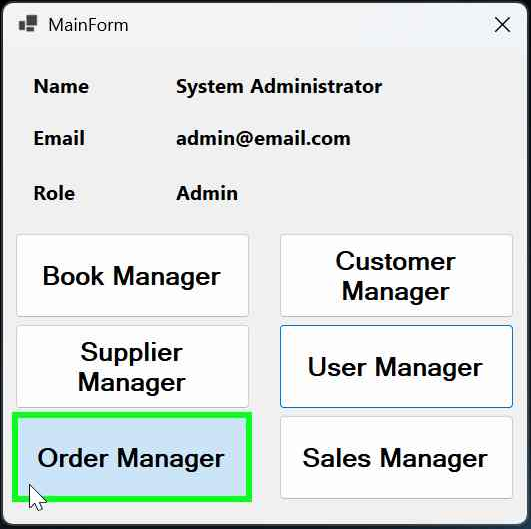 MainForm
Name System Administrator
Email admin@email.com
Role Admin
Book Manager
Customer
Manager
Supplier
Manager
User Manager
Order Manager
Sales Manager